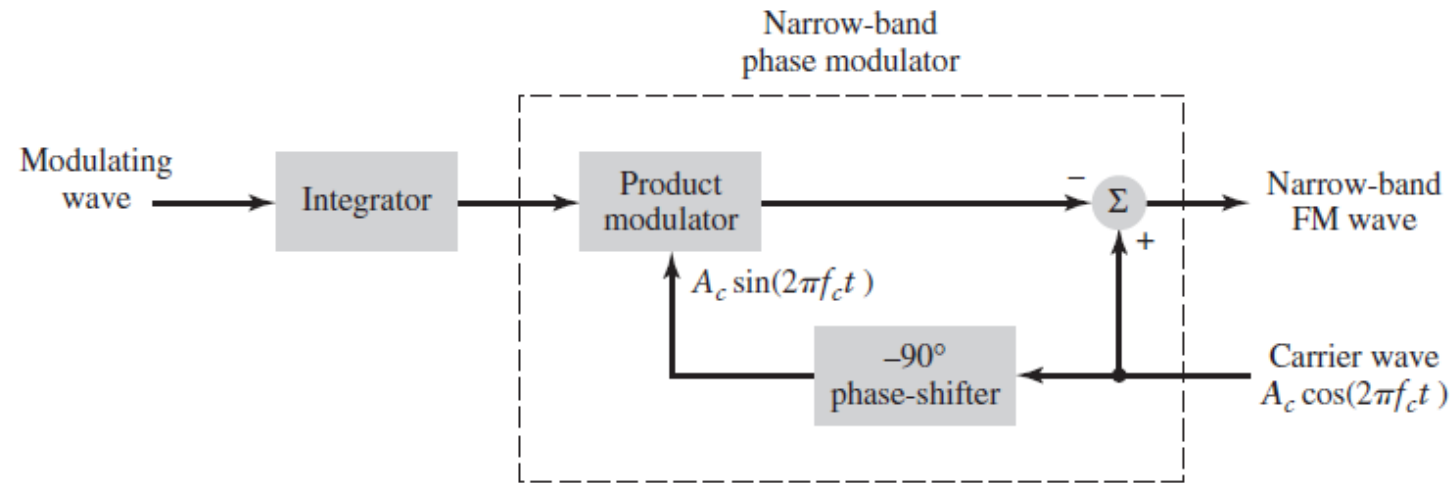 Narrow-band
phase modulator
Modulating
wave
Integrator
Product
modulator
−
Σ
+
Narrow-band
FM wave
A_c sin(2πf_c t)
–90°
phase-shifter
Carrier wave
A_c cos(2πf_c t)